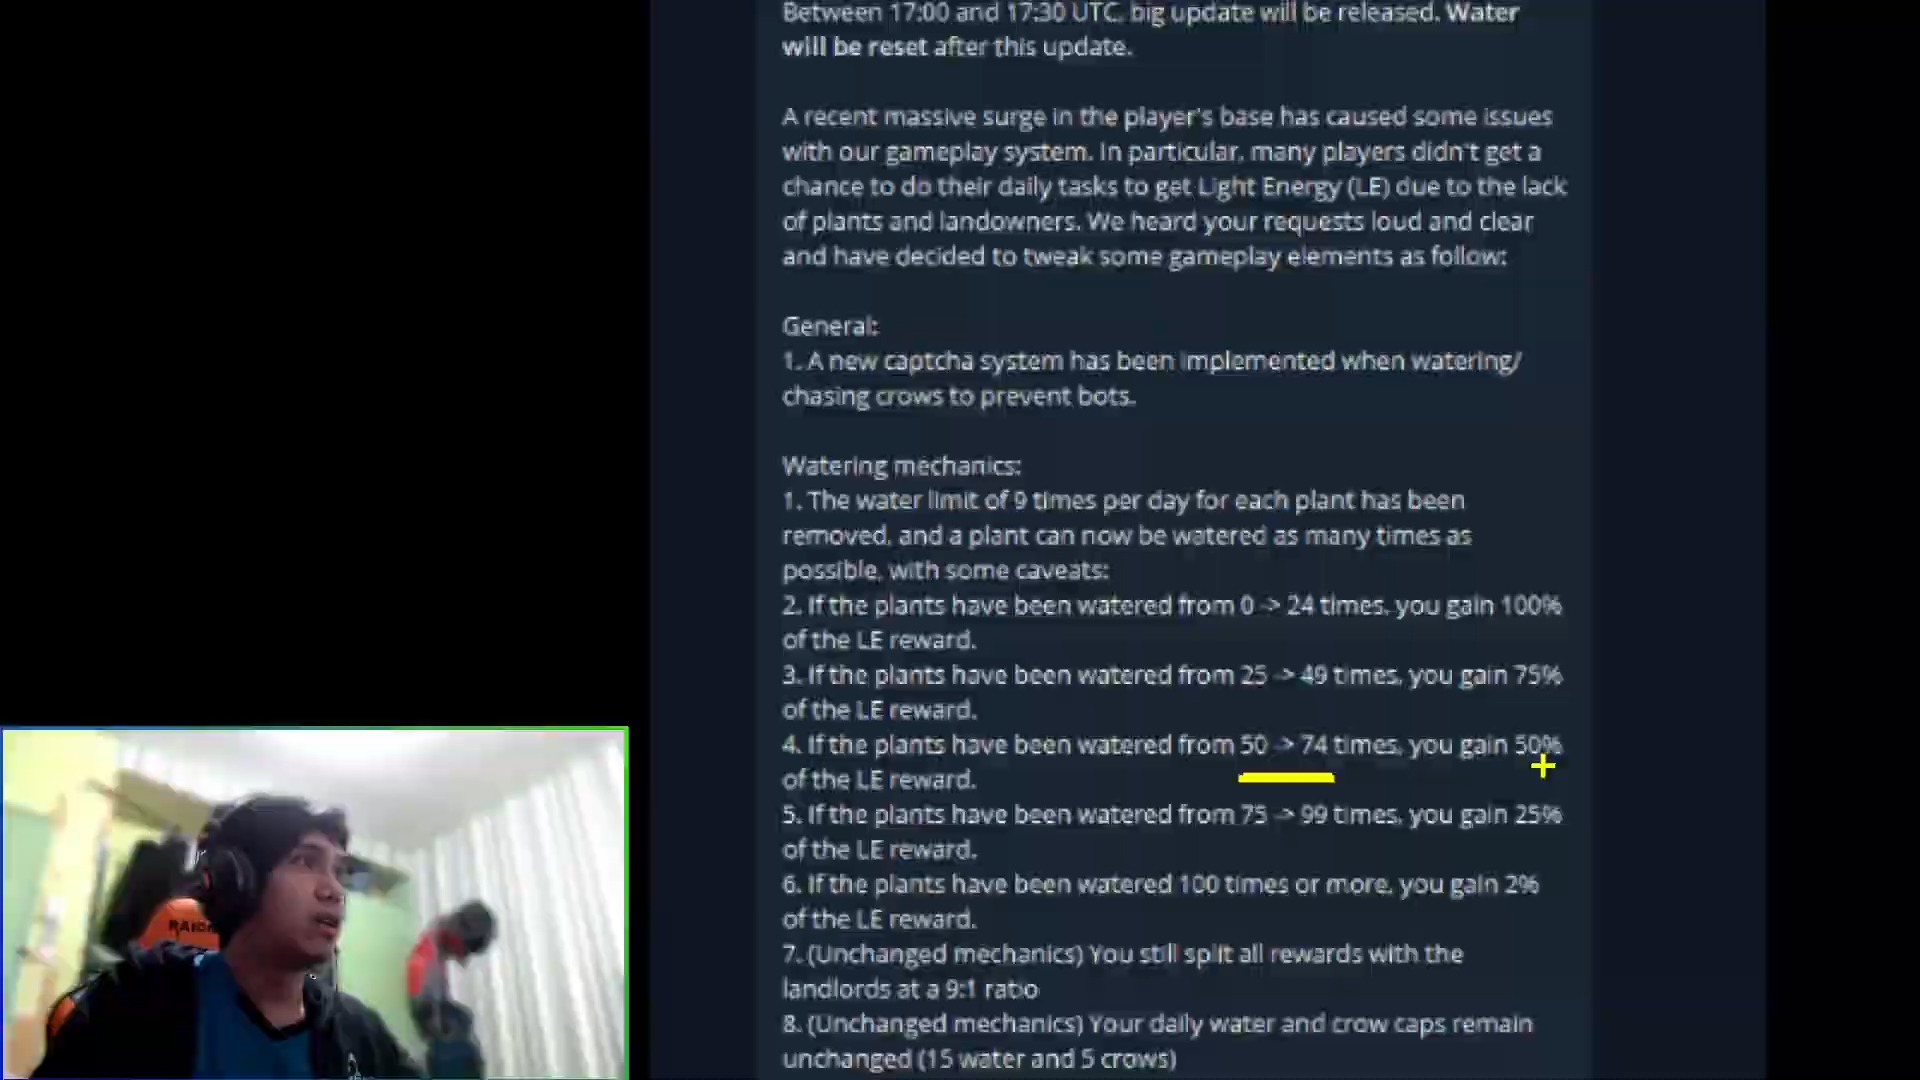 Between 17:00 and 17:30 UTC, big update will be released. Water
will be reset after this update.
A recent massive surge in the player's base has caused some issues
with our gameplay system. In particular, many players didn't get a
chance to do their daily tasks to get Light Energy (LE) due to the lack
of plants and landowners. We heard your requests loud and clear
and have decided to tweak some gameplay elements as follow:
General:
1. A new captcha system has been implemented when watering/
chasing crows to prevent bots.
Watering mechanics:
1. The water limit of 9 times per day for each plant has been
removed, and a plant can now be watered as many times as
possible, with some caveats:
2. If the plants have been watered from 0 -> 24 times, you gain 100%
of the LE reward.
3. If the plants have been watered from 25 -> 49 times, you gain 75%
of the LE reward.
4. If the plants have been watered from 50 -> 74 times, you gain 50%
of the LE reward.
5. If the plants have been watered from 75 -> 99 times, you gain 25%
of the LE reward.
6. If the plants have been watered 100 times or more, you gain 2%
of the LE reward.
7. (Unchanged mechanics) You still split all rewards with the
landlords at a 9:1 ratio
8. (Unchanged mechanics) Your daily water and crow caps remain
unchanged (15 water and 5 crows)